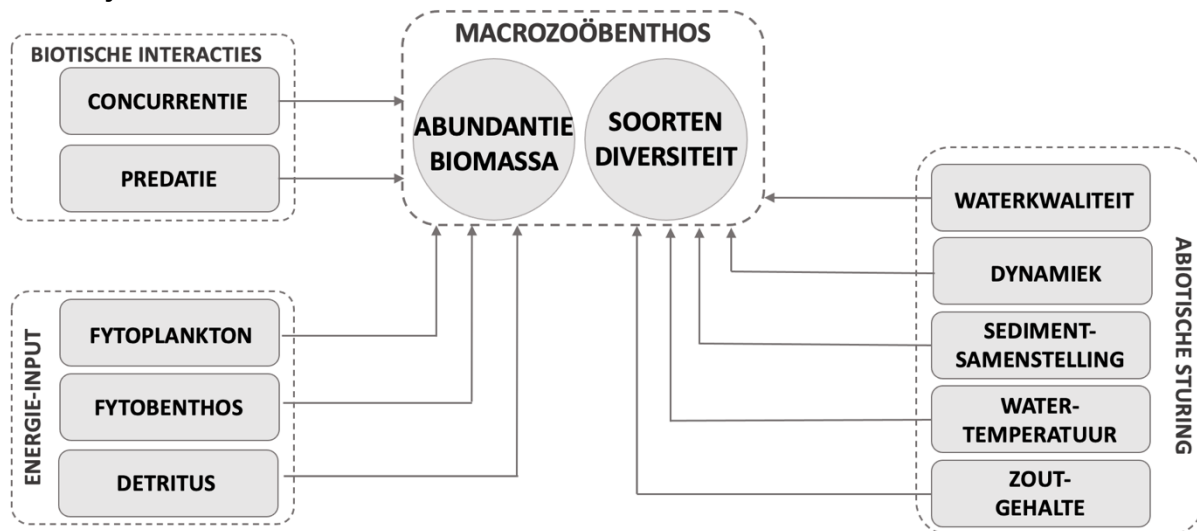 MACROZOÖBENTHOS
ABUNDANTIE
BIOMASSA
SOORTEN
DIVERSITEIT
BIOTISCHE INTERACTIES
CONCURRENTIE
PREDATIE
ENERGIE-INPUT
FYTOPLANKTON
FYTOBENTHOS
DETRITUS
ABIOTISCHE STURING
WATERKWALITEIT
DYNAMIEK
SEDIMENT-
SAMENSTELLING
WATER-
TEMPERATUUR
ZOUT-
GEHALTE